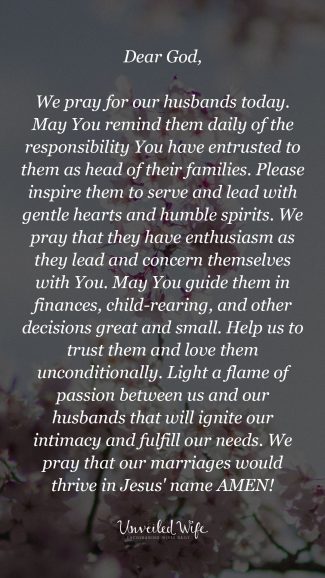 Dear God,
We pray for our husbands today.
May You remind them daily of the
responsibility You have entrusted to
them as head of their families. Please
inspire them to serve and lead with
gentle hearts and humble spirits. We
pray that they have enthusiasm as
they lead and concern themselves
with You. May You guide them in
finances, child-rearing, and other
decisions great and small. Help us to
trust them and love them
unconditionally. Light a flame of
passion between us and our
husbands that will ignite our
intimacy and fulfill our needs. We
pray that our marriages would
thrive in Jesus' name AMEN!
Unveiled Wife
ENCOURAGING WIVES DAILY